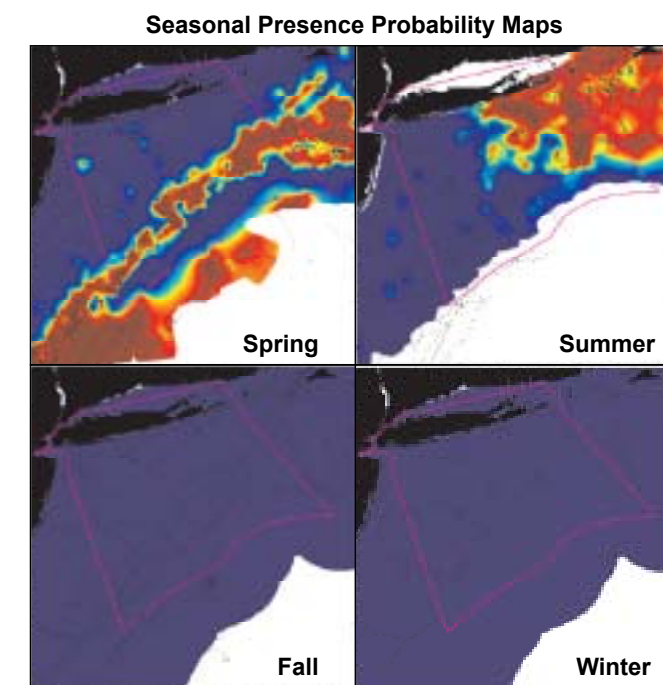 Seasonal Presence Probability Maps
Spring
Summer
Fall
Winter